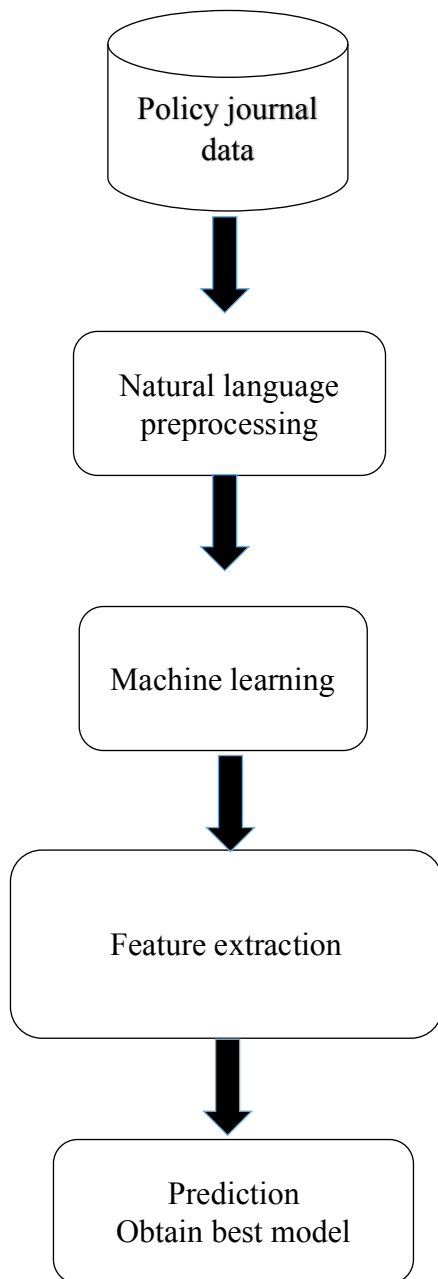 Policy journal
data
Natural language
preprocessing
Machine learning
Feature extraction
Prediction
Obtain best model